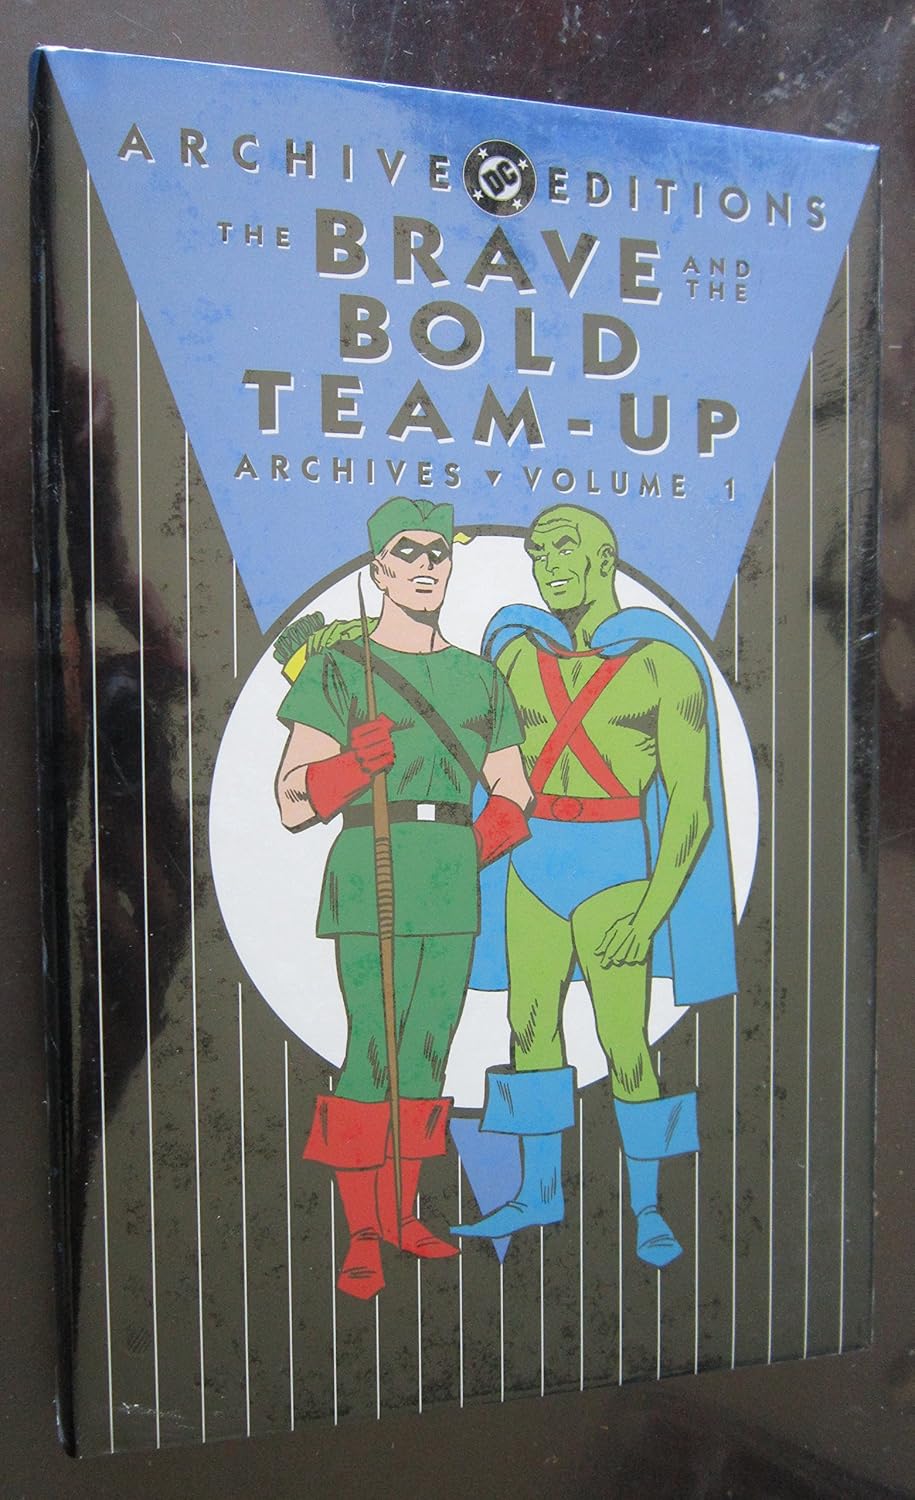 ARCHIVE DC EDITIONS
THE BRAVE AND THE
BOLD
TEAM-UP
ARCHIVES ▾ VOLUME 1